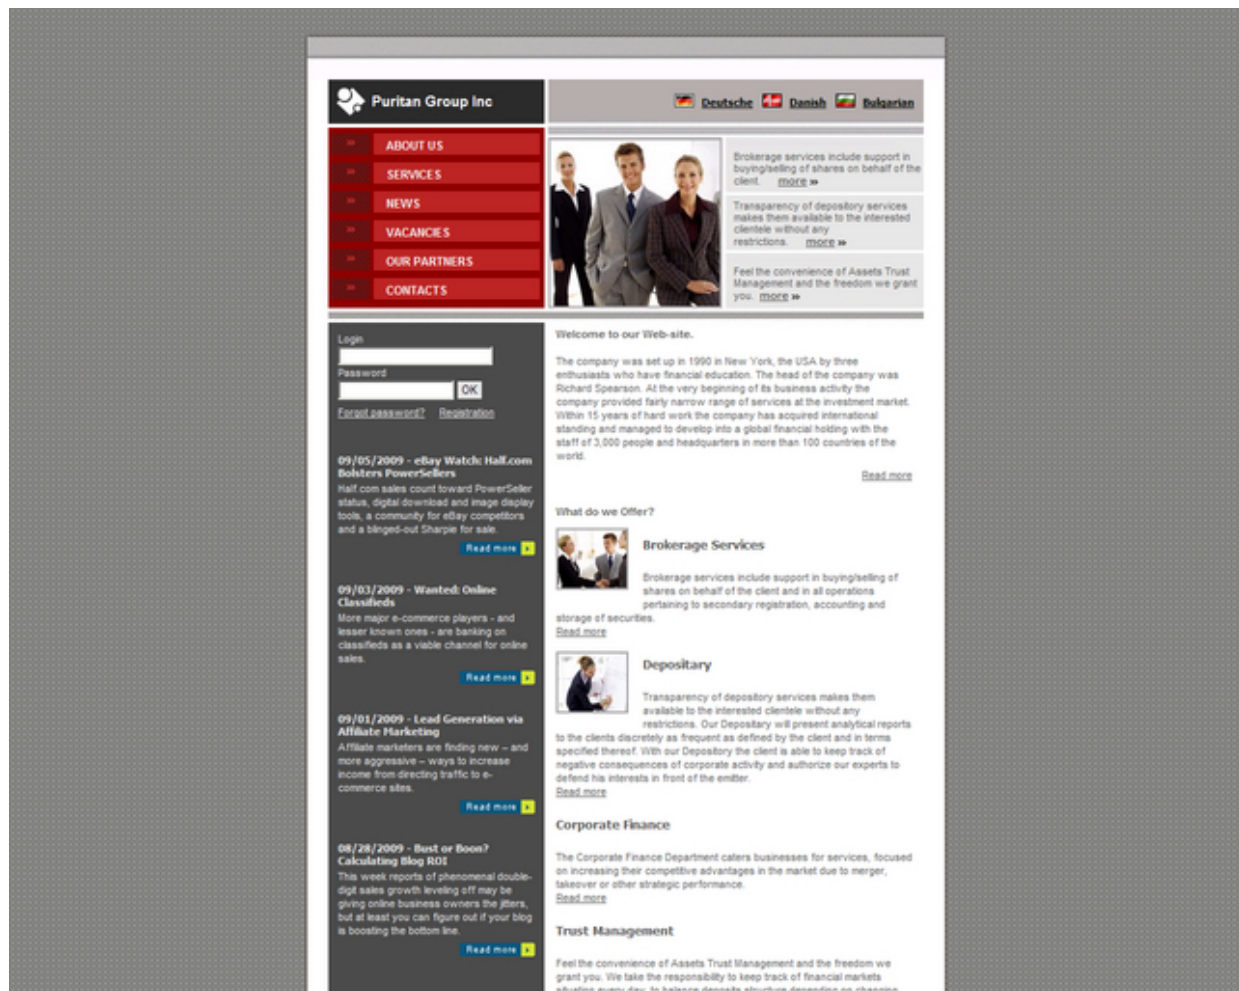 Puritan Group Inc
Deutsche Danish Bulgarian
ABOUT US
SERVICES
NEWS
VACANCIES
OUR PARTNERS
CONTACTS
Brokerage services include support in
buying/selling of shares on behalf of the
client. more »
Transparency of depository services
makes them available to the interested
clientele without any
restrictions. more »
Feel the convenience of Assets Trust
Management and the freedom we grant
you. more »
Login
Password
OK
Forgot password? Registration
09/05/2009 - eBay Watch: Half.com
Bolsters PowerSellers
Half.com sales count toward PowerSeller
status, digital download and image display
tools, a community for eBay competitors
and a blinged-out Sharpie for sale.
Read more
09/03/2009 - Wanted: Online
Classifieds
More major e-commerce players - and
lesser known ones - are banking on
classifieds as a viable channel for online
sales.
Read more
09/01/2009 - Lead Generation via
Affiliate Marketing
Affiliate marketers are finding new – and
more aggressive – ways to increase
income from directing traffic to e-
commerce sites.
Read more
08/28/2009 - Bust or Boon?
Calculating Blog ROI
This week reports of phenomenal double-
digit sales growth leveling off may be
giving online business owners the jitters,
but at least you can figure out if your blog
is boosting the bottom line.
Read more
Welcome to our Web-site.
The company was set up in 1990 in New York, the USA by three
enthusiasts who have financial education. The head of the company was
Richard Spearson. At the very beginning of its business activity the
company provided fairly narrow range of services at the investment market.
Within 15 years of hard work the company has acquired international
standing and managed to develop into a global financial holding with the
staff of 3,000 people and headquarters in more than 100 countries of the
world.
Read more
What do we Offer?
Brokerage Services
Brokerage services include support in buying/selling of
shares on behalf of the client and in all operations
pertaining to secondary registration, accounting and
storage of securities.
Read more
Depositary
Transparency of depository services makes them
available to the interested clientele without any
restrictions. Our Depositary will present analytical reports
to the clients discretely as frequent as defined by the client and in terms
specified thereof. With our Depository the client is able to keep track of
negative consequences of corporate activity and authorize our experts to
defend his interests in front of the emitter.
Read more
Corporate Finance
The Corporate Finance Department caters businesses for services, focused
on increasing their competitive advantages in the market due to merger,
takeover or other strategic performance.
Read more
Trust Management
Feel the convenience of Assets Trust Management and the freedom we
grant you. We take the responsibility to keep track of financial markets
situation every day, to balance deposits structure depending on changing